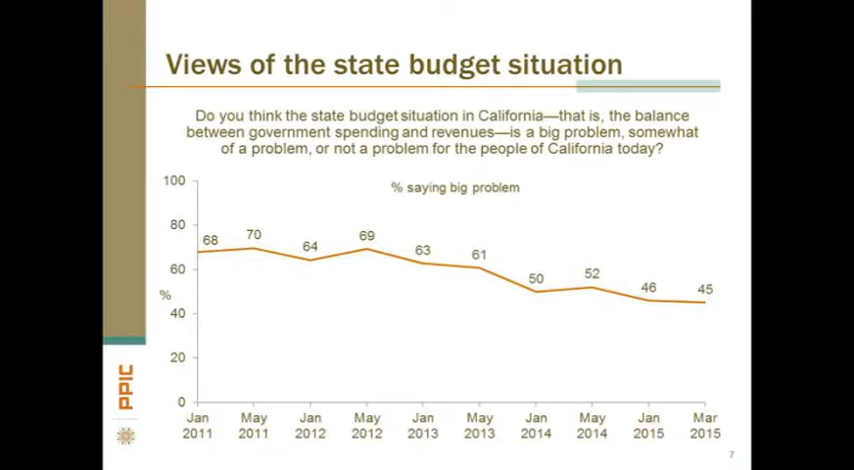 Views of the state budget situation
Do you think the state budget situation in California—that is, the balance
between government spending and revenues—is a big problem, somewhat
of a problem, or not a problem for the people of California today?
% saying big problem
100
80
60
%
40
20
0
68
70
64
69
63
61
50
52
46
45
Jan
2011
May
2011
Jan
2012
May
2012
Jan
2013
May
2013
Jan
2014
May
2014
Jan
2015
Mar
2015
PPIC
7